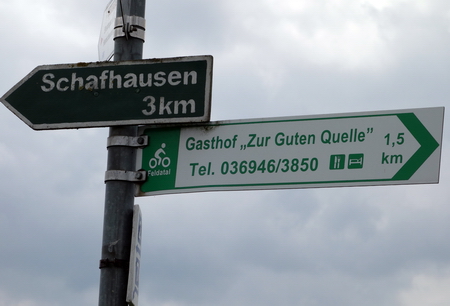 Schafhausen
3km
Gasthof „Zur Guten Quelle”
1,5
km
Tel. 036946/3850
Feldatal